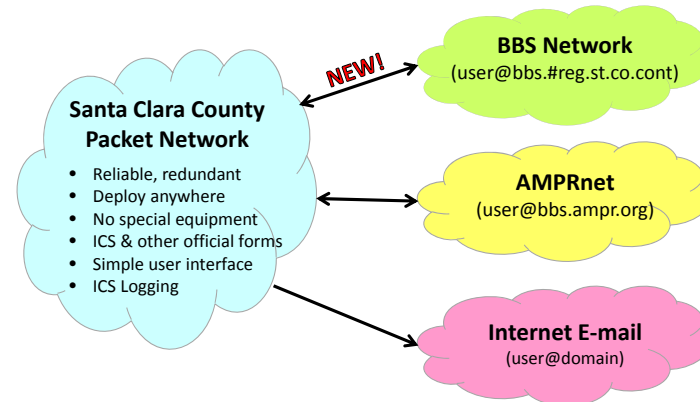 Santa Clara County
Packet Network
• Reliable, redundant
• Deploy anywhere
• No special equipment
• ICS & other official forms
• Simple user interface
• ICS Logging
NEW!
BBS Network
(user@bbs.#reg.st.co.cont)
AMPRnet
(user@bbs.ampr.org)
Internet E-mail
(user@domain)